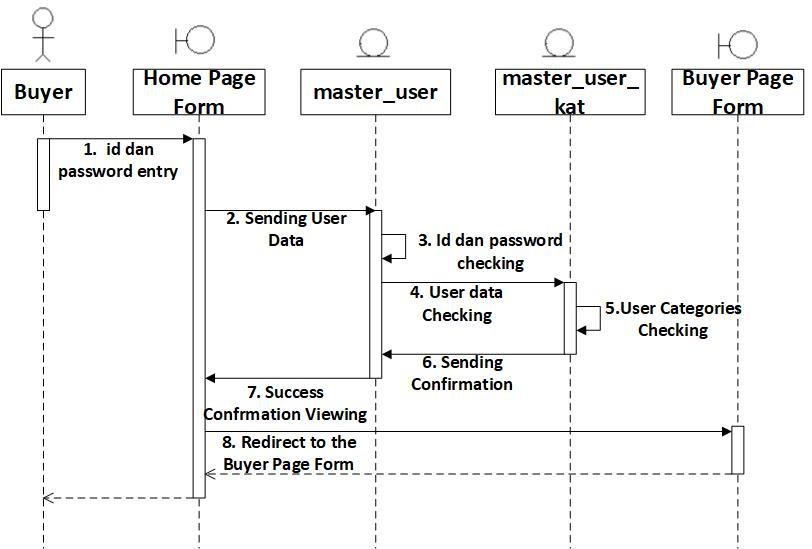 Buyer
Home Page
Form
master_user
master_user_
kat
Buyer Page
Form
1.  id dan
password entry
2. Sending User
Data
3. Id dan password
checking
4. User data
Checking
5.User Categories
Checking
6. Sending
Confirmation
7. Success
Confrmation Viewing
8. Redirect to the
Buyer Page Form